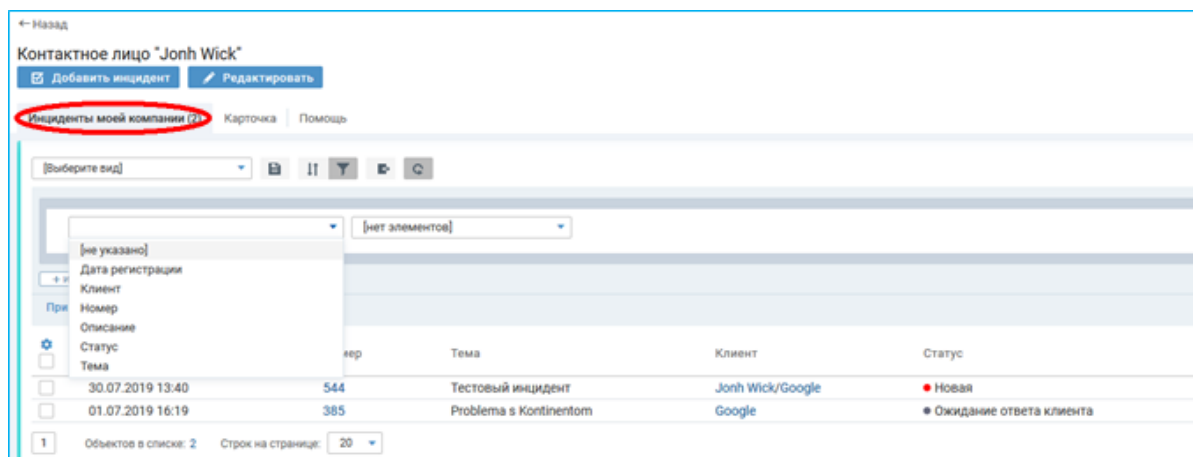 ←Назад
Контактное лицо "Jonh Wick"
Добавить инцидент Редактировать
Инциденты моей компании (2) Карточка Помощь
[Выберите вид]
[нет элементов]
[не указано]
Дата регистрации
Клиент
Номер
Описание
Статус
Тема
Тема Клиент Статус
30.07.2019 13:40 544 Тестовый инцидент Jonh Wick/Google Новая
01.07.2019 16:19 385 Problema s Kontinentom Google Ожидание ответа клиента
1 Объектов в списке: 2 Строк на странице: 20